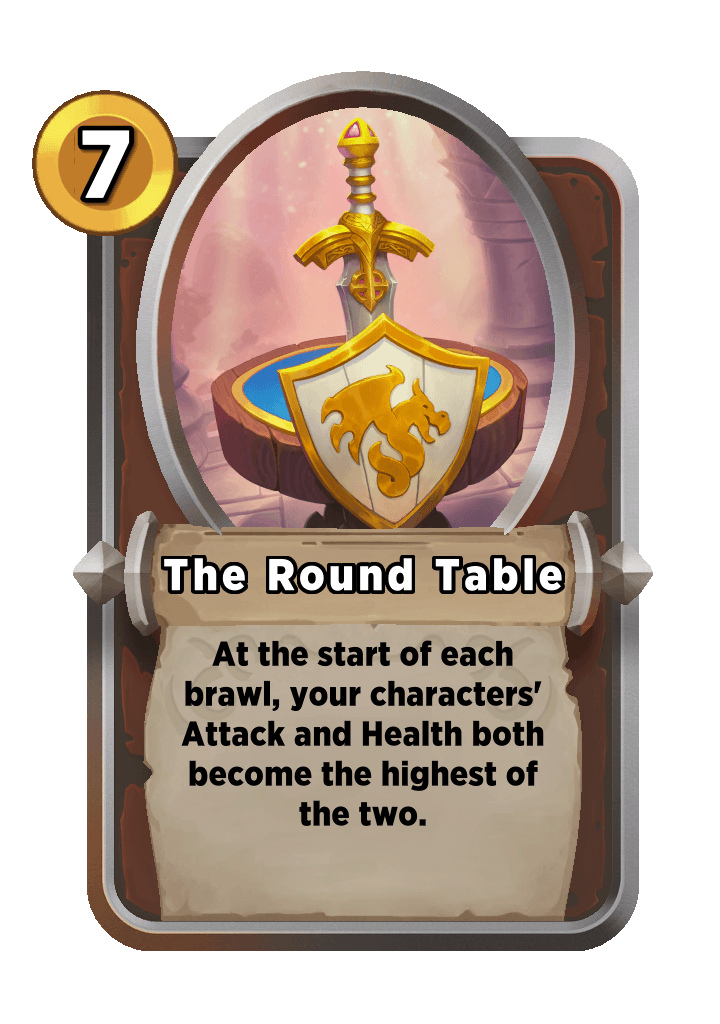 7
The Round Table
At the start of each
brawl, your characters'
Attack and Health both
become the highest of
the two.